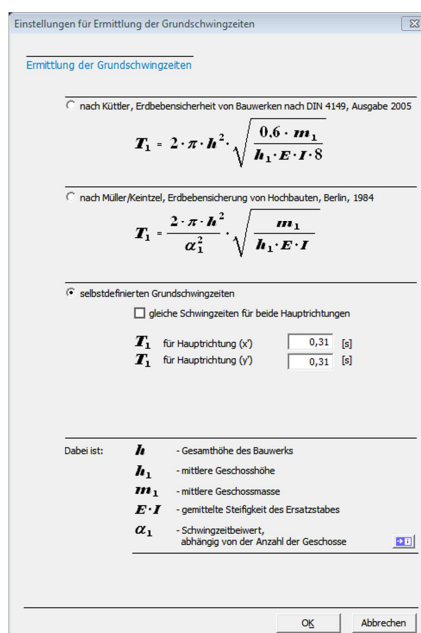 Einstellungen für Ermittlung der Grundschwingzeiten
Ermittlung der Grundschwingzeiten
nach Küttler, Erdbebensicherheit von Bauwerken nach DIN 4149, Ausgabe 2005
T₁ = 2 · π · h² · √(0,6 · m₁ / h₁ · E · I · 8)
nach Müller/Keintzel, Erdbebensicherung von Hochbauten, Berlin, 1984
T₁ = 2 · π · h² / α₁² · √(m₁ / h₁ · E · I)
selbstdefinierten Grundschwingzeiten
gleiche Schwingzeiten für beide Hauptrichtungen
T₁ für Hauptrichtung (x') 0,31 [s]
T₁ für Hauptrichtung (y') 0,31 [s]
Dabei ist: h - Gesamthöhe des Bauwerks
h₁ - mittlere Geschosshöhe
m₁ - mittlere Geschossmasse
E · I - gemittelte Steifigkeit des Ersatzstabes
α₁ - Schwingzeitbeiwert,
abhängig von der Anzahl der Geschosse
OK Abbrechen